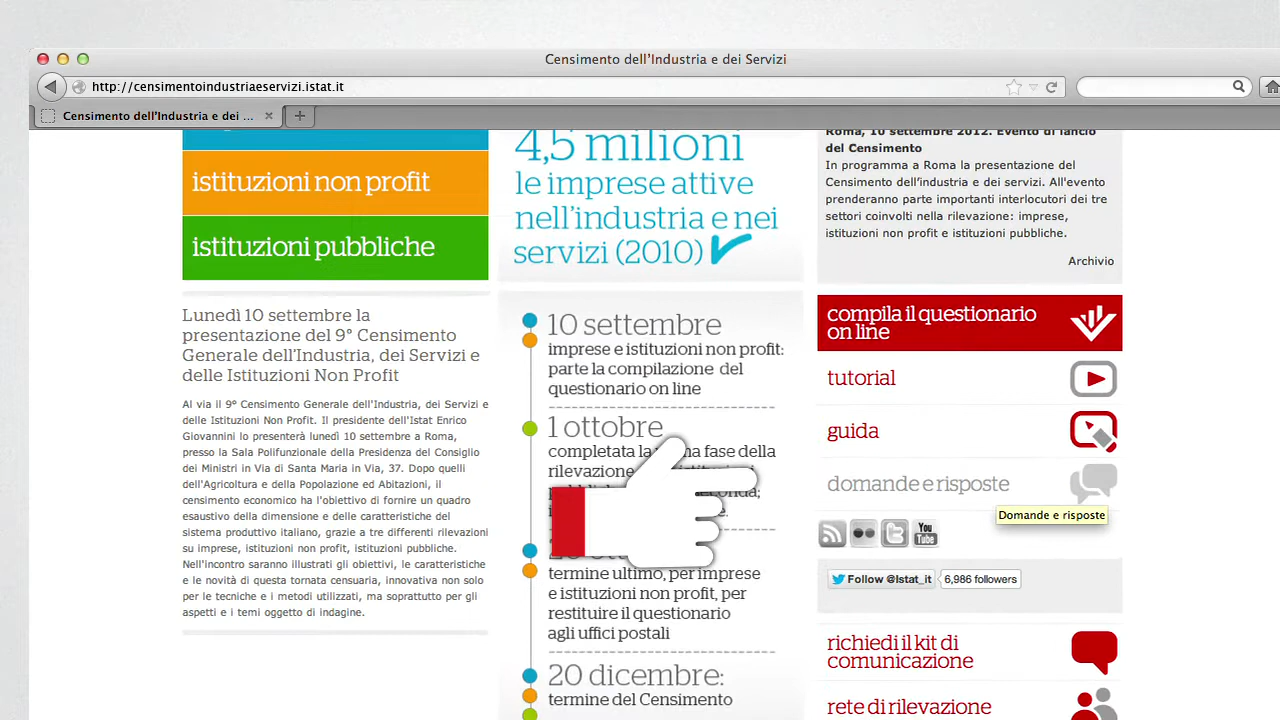 Censimento dell'Industria e dei Servizi
http://censimentoindustriaeservizi.istat.it
Censimento dell'Industria e dei ...
istituzioni non profit
istituzioni pubbliche
Lunedì 10 settembre la
presentazione del 9° Censimento
Generale dell'Industria, dei Servizi e
delle Istituzioni Non Profit
Al via il 9° Censimento Generale dell'Industria, dei Servizi e
delle Istituzioni Non Profit. Il presidente dell'Istat Enrico
Giovannini lo presenterà lunedì 10 settembre a Roma,
presso la Sala Polifunzionale della Presidenza del Consiglio
dei Ministri in Via di Santa Maria in Via, 37. Dopo quelli
dell'Agricoltura e della Popolazione ed Abitazioni, il
censimento economico ha l'obiettivo di fornire un quadro
esaustivo della dimensione e delle caratteristiche del
sistema produttivo italiano, grazie a tre differenti rilevazioni
su imprese, istituzioni non profit, istituzioni pubbliche.
Nell'incontro saranno illustrati gli obiettivi, le caratteristiche
e le novità di questa tornata censuaria, innovativa non solo
per le tecniche e i metodi utilizzati, ma soprattutto per gli
aspetti e i temi oggetto di indagine.
4,5 milioni
le imprese attive
nell'industria e nei
servizi (2010)
10 settembre
imprese e istituzioni non profit:
parte la compilazione del
questionario on line
1 ottobre
completata la fase della
rilevazione
termine ultimo, per imprese
e istituzioni non profit, per
restituire il questionario
agli uffici postali
20 dicembre:
termine del Censimento
Roma, 10 settembre 2012. Evento di lancio
del Censimento
In programma a Roma la presentazione del
Censimento dell'industria e dei servizi. All'evento
prenderanno parte importanti interlocutori dei tre
settori coinvolti nella rilevazione: imprese,
istituzioni non profit e istituzioni pubbliche.
Archivio
compila il questionario
on line
tutorial
guida
domande e risposte
Domande e risposte
You
Tube
Follow @Istat_it 6,986 followers
richiedi il kit di
comunicazione
rete di rilevazione